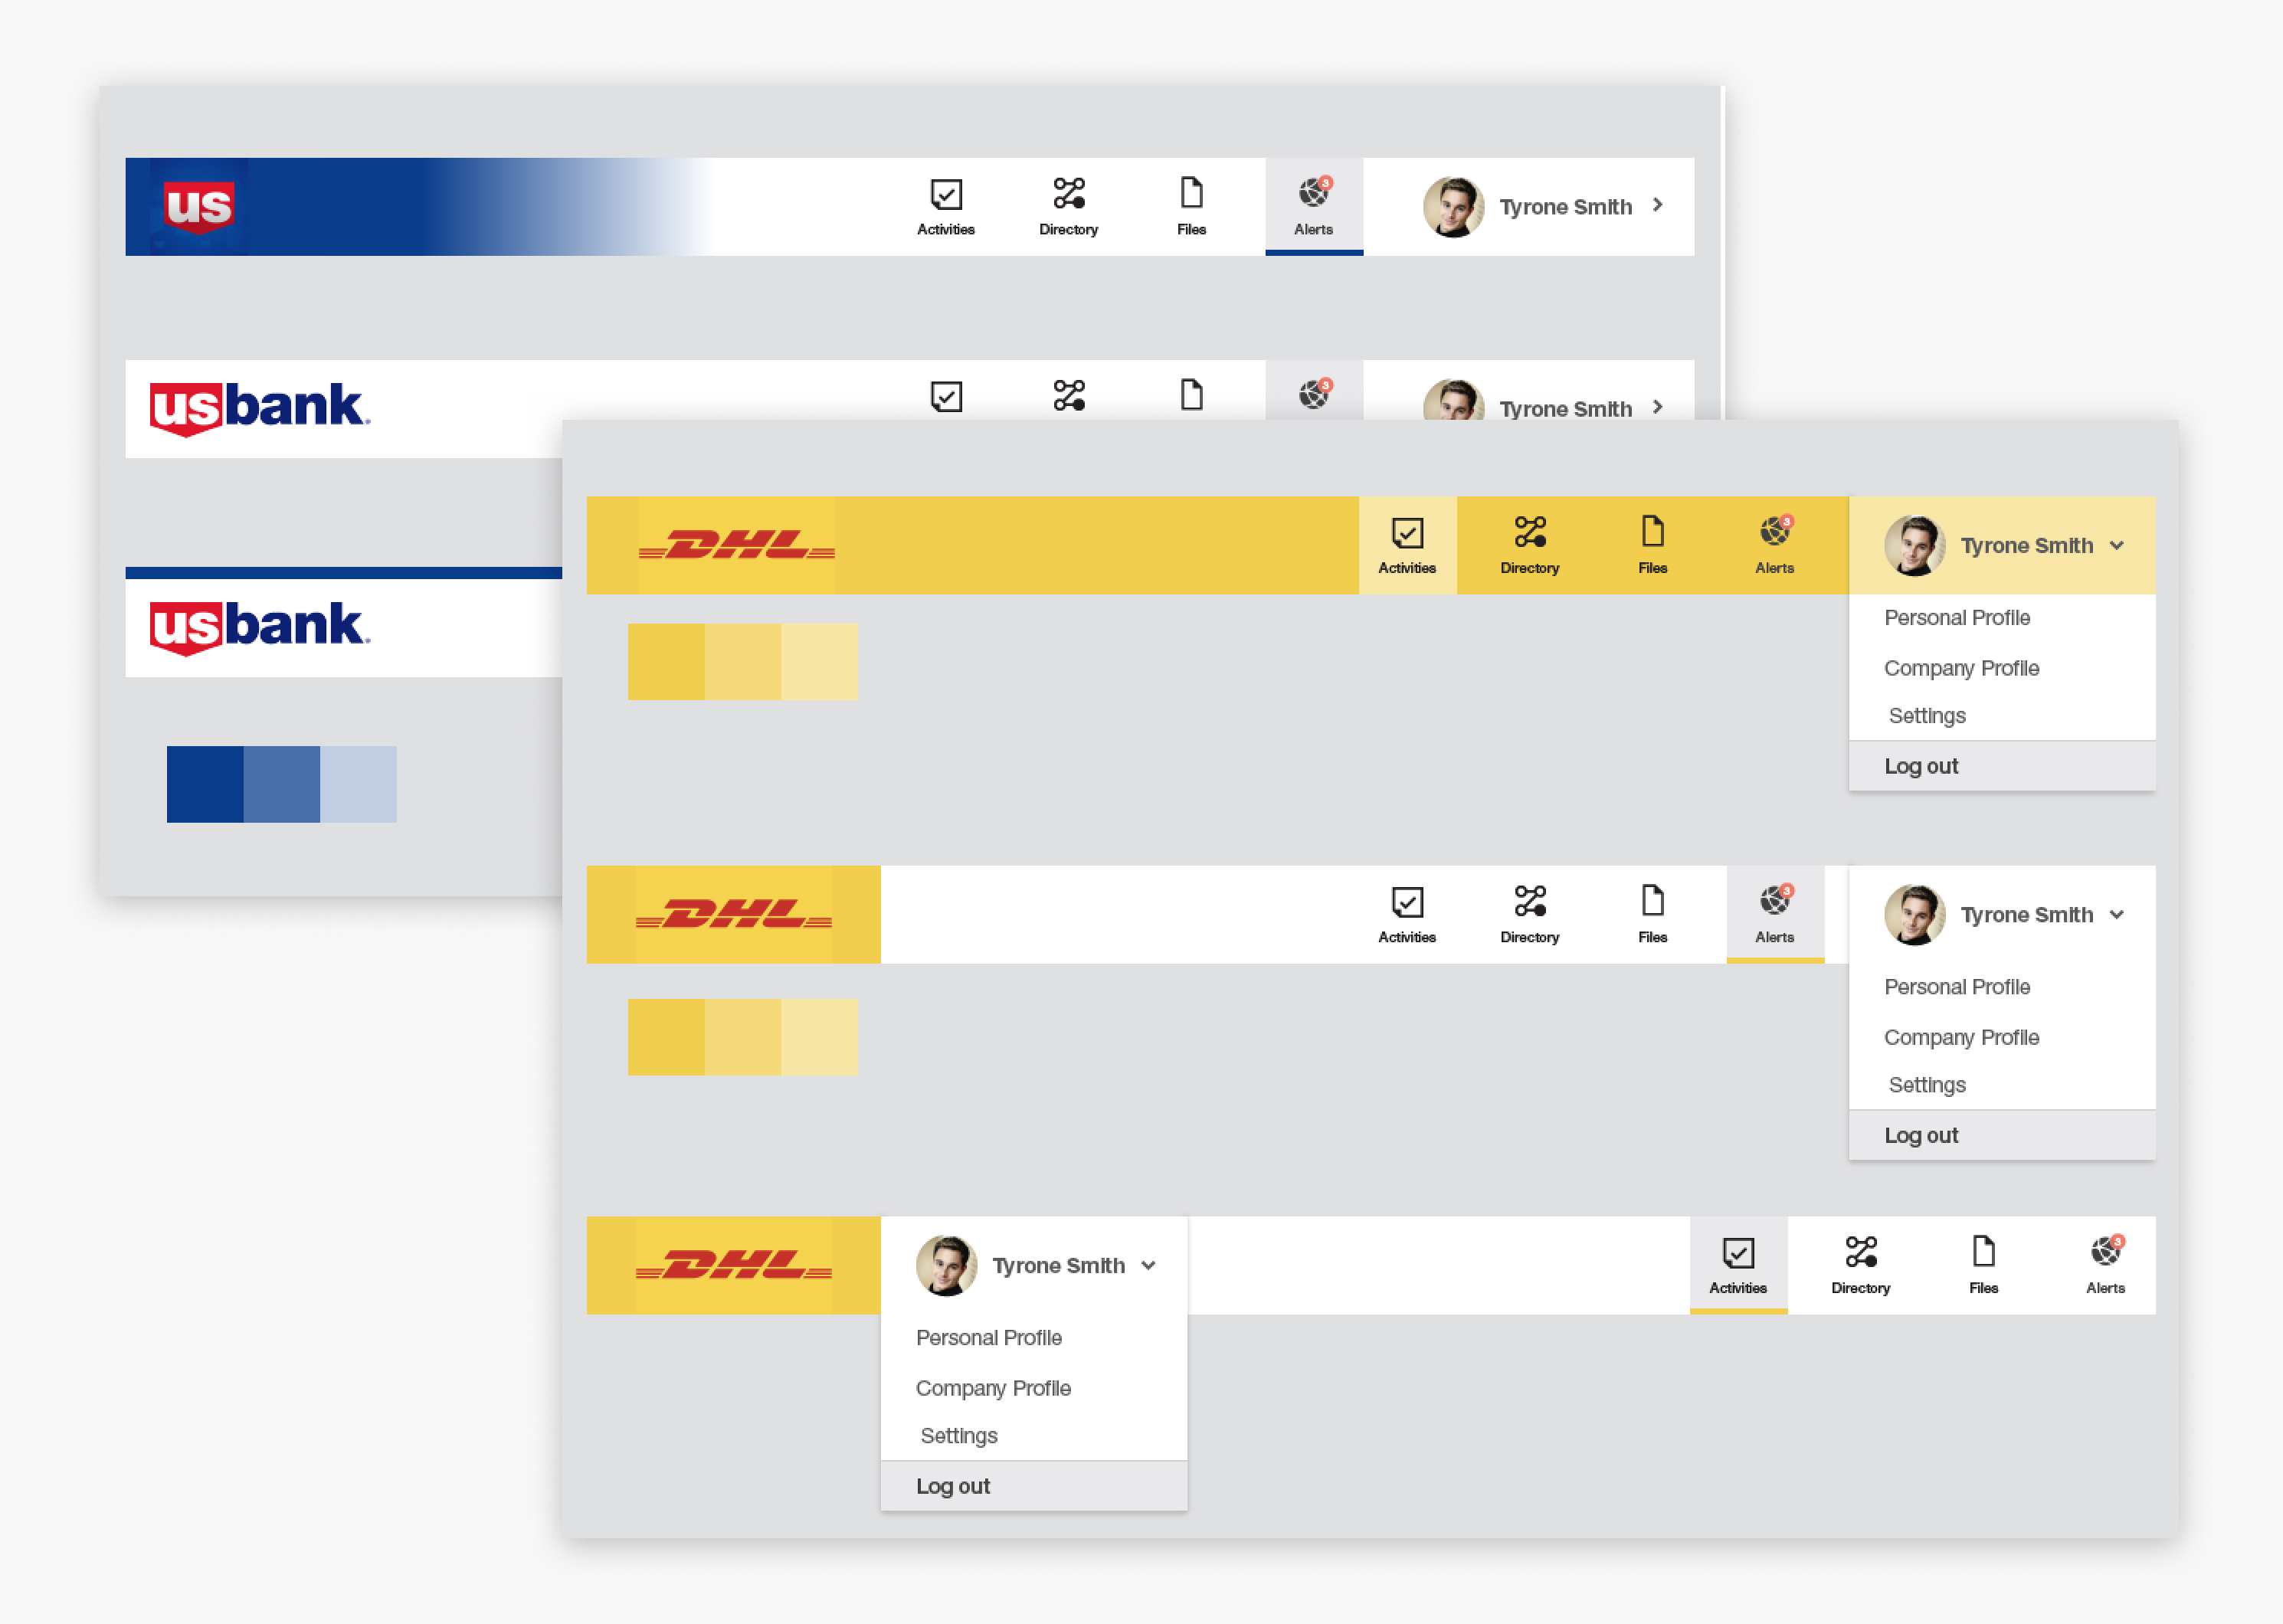 us
Activities
Directory
Files
3
Alerts
Tyrone Smith
usbank.
3
Tyrone Smith
usbank.
DHL
Activities
Directory
Files
3
Alerts
Tyrone Smith
Personal Profile
Company Profile
Settings
Log out
DHL
Activities
Directory
Files
3
Alerts
Tyrone Smith
Personal Profile
Company Profile
Settings
Log out
DHL
Tyrone Smith
Personal Profile
Company Profile
Settings
Log out
Activities
Directory
Files
3
Alerts